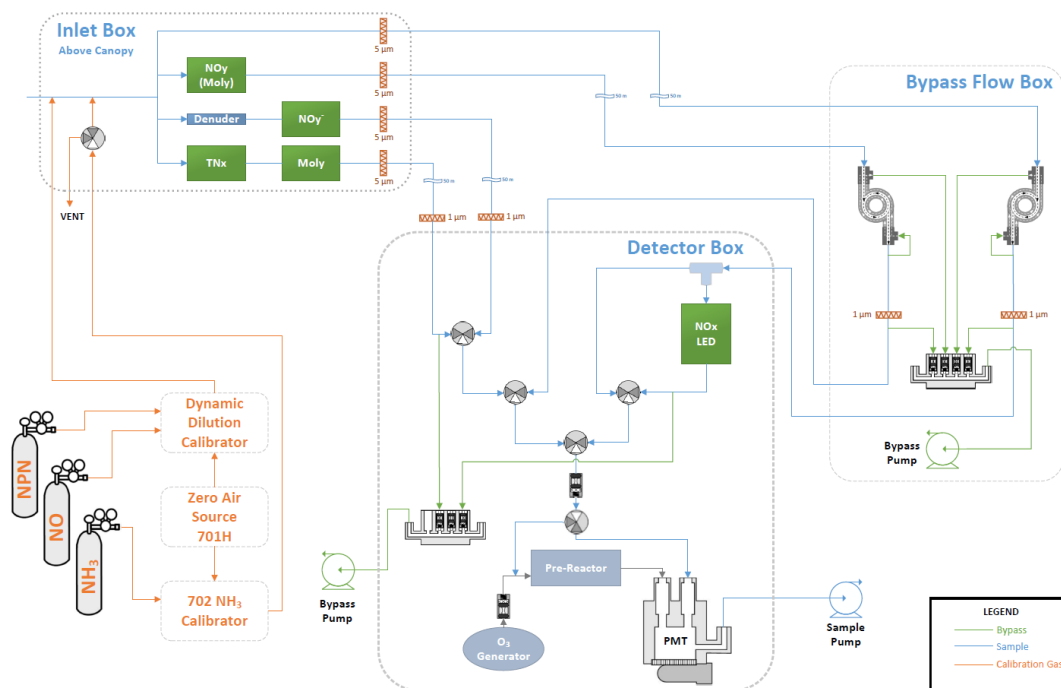 Inlet Box
Above Canopy
NOy
(Moly)
Denuder
NOy-
TNx
Moly
5 µm
5 µm
5 µm
5 µm
50 m
50 m
50 m
50 m
VENT
1 µm
1 µm
Bypass Flow Box
1 µm
1 µm
Bypass
Pump
Detector Box
NOx
LED
Dynamic
Dilution
Calibrator
Zero Air
Source
701H
702 NH₃
Calibrator
NPN
NO
NH₃
Bypass
Pump
Pre-Reactor
O₃
Generator
PMT
Sample
Pump
LEGEND
Bypass
Sample
Calibration Gas